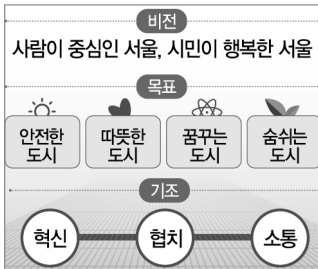 비전
사람이 중심인 서울, 시민이 행복한 서울
목표
안전한
도시
따뜻한
도시
꿈꾸는
도시
숨쉬는
도시
기조
혁신
협치
소통